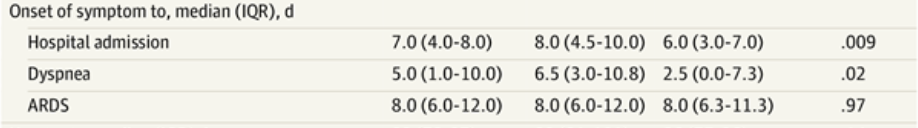 Onset of symptom to, median (IQR), d
Hospital admission 7.0 (4.0-8.0) 8.0 (4.5-10.0) 6.0 (3.0-7.0) .009
Dyspnea 5.0 (1.0-10.0) 6.5 (3.0-10.8) 2.5 (0.0-7.3) .02
ARDS 8.0 (6.0-12.0) 8.0 (6.0-12.0) 8.0 (6.3-11.3) .97